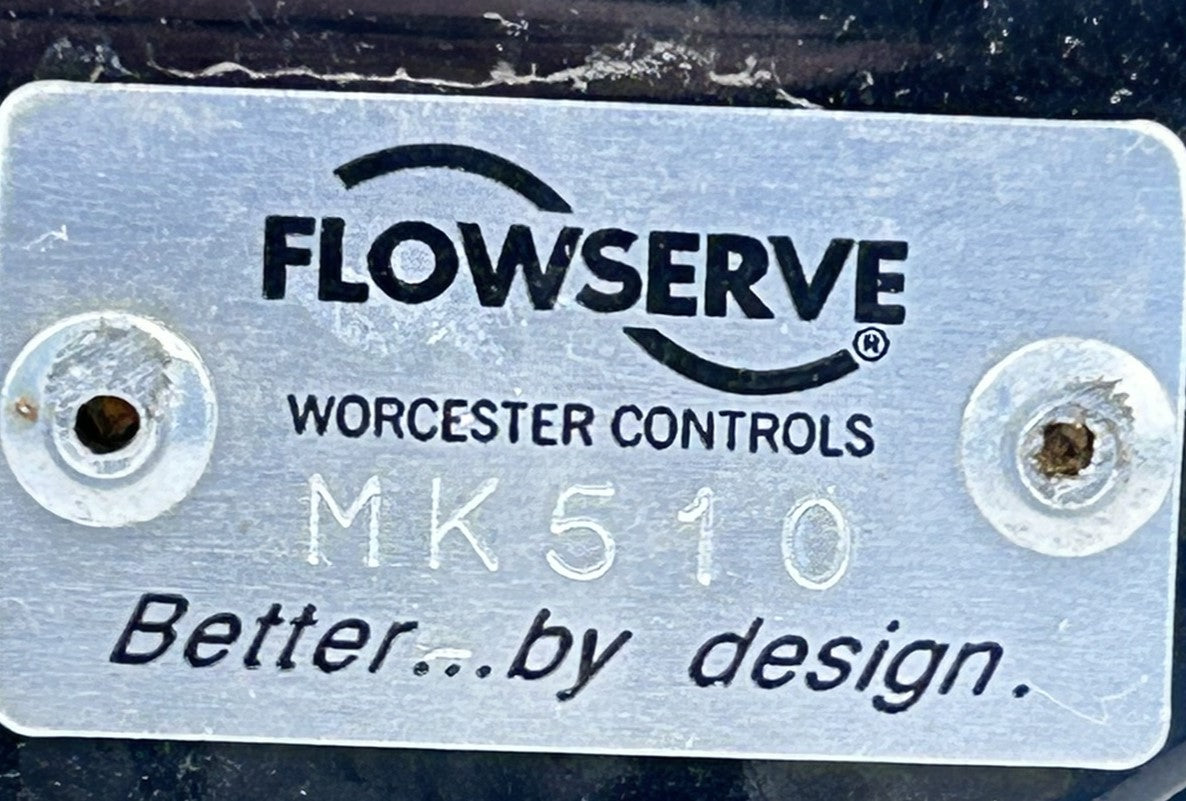 FLOWSERVE®
WORCESTER CONTROLS
MK510
Better...by design.